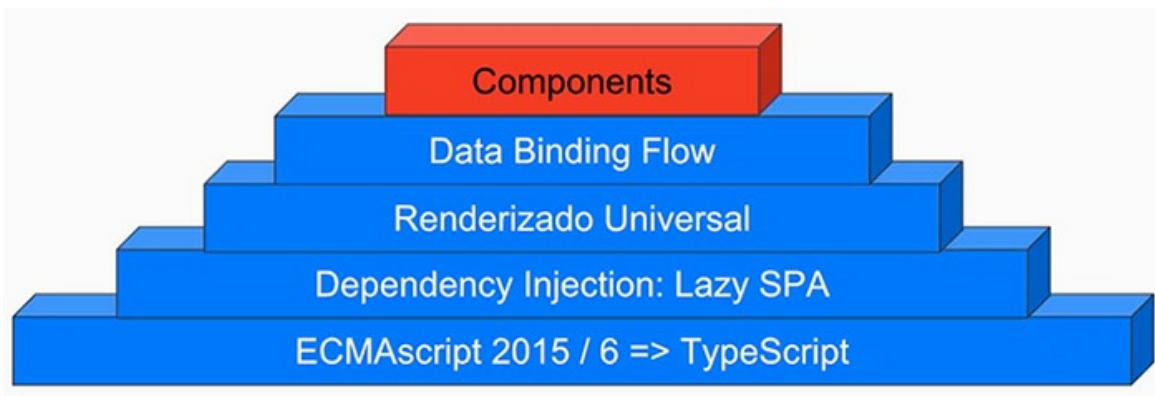 Components
Data Binding Flow
Renderizado Universal
Dependency Injection: Lazy SPA
ECMAscript 2015 / 6 => TypeScript